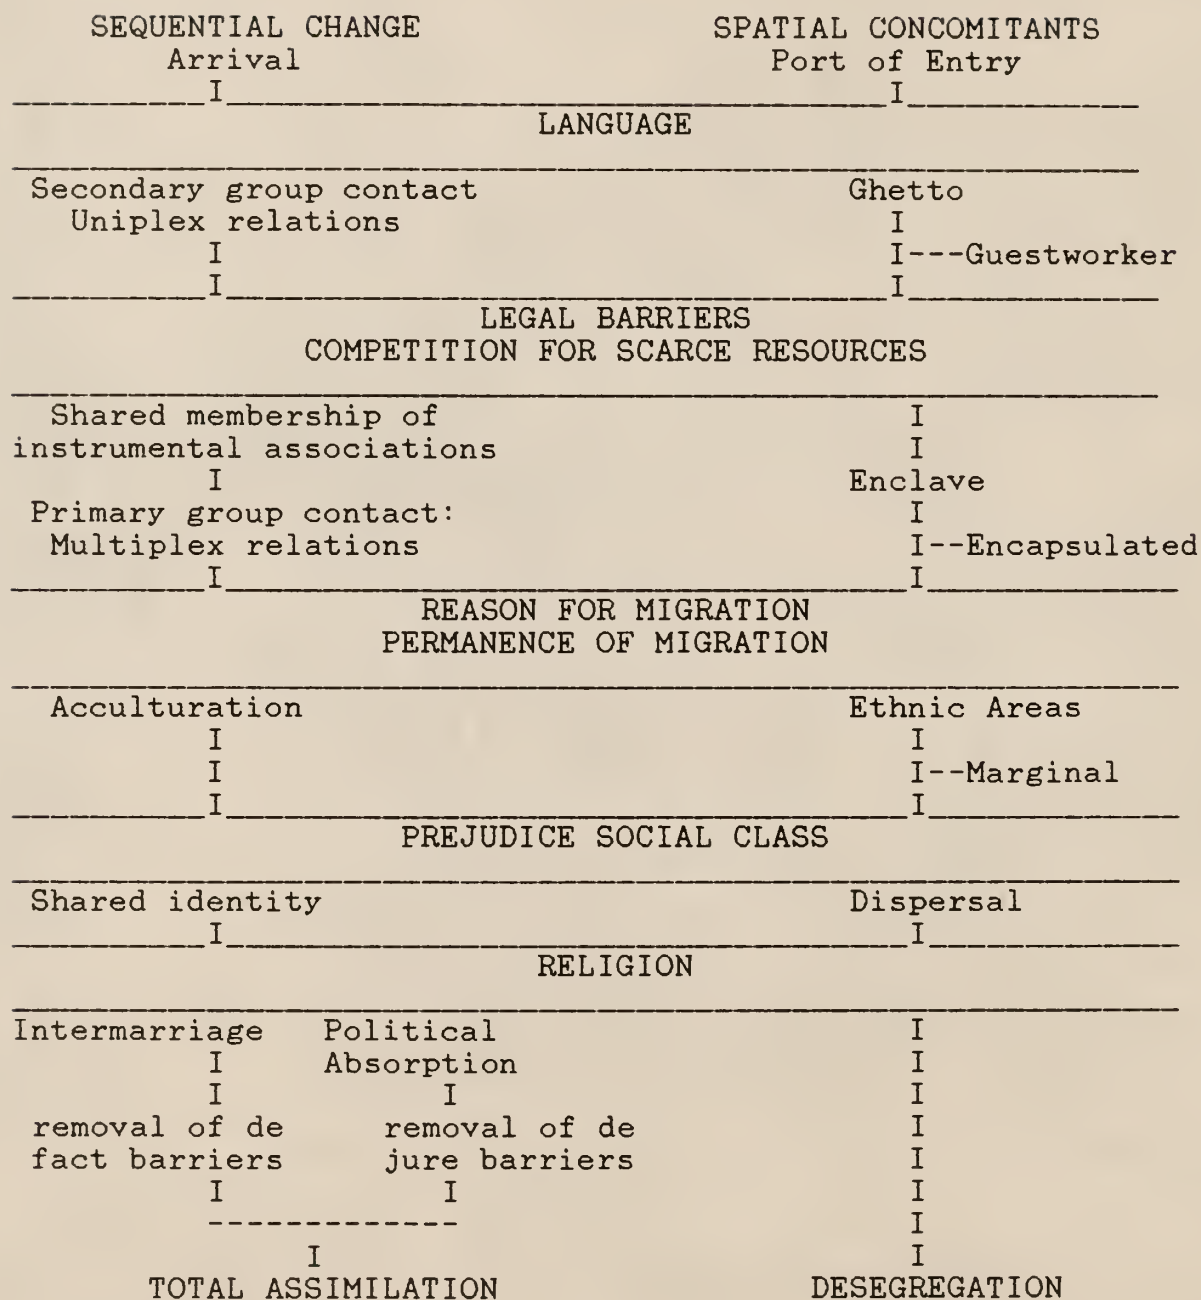 SEQUENTIAL CHANGE SPATIAL CONCOMITANTS
Arrival Port of Entry
I I
LANGUAGE
Secondary group contact Ghetto
Uniplex relations I
I I---Guestworker
I I
LEGAL BARRIERS
COMPETITION FOR SCARCE RESOURCES
Shared membership of I
instrumental associations I
I Enclave
Primary group contact: I
Multiplex relations I--Encapsulated
I I
REASON FOR MIGRATION
PERMANENCE OF MIGRATION
Acculturation Ethnic Areas
I I
I I--Marginal
I I
PREJUDICE SOCIAL CLASS
Shared identity Dispersal
I I
RELIGION
Intermarriage Political I
I Absorption I
I I I
removal of de removal of de I
fact barriers jure barriers I
I I I
------------- I
I I
TOTAL ASSIMILATION DESEGREGATION